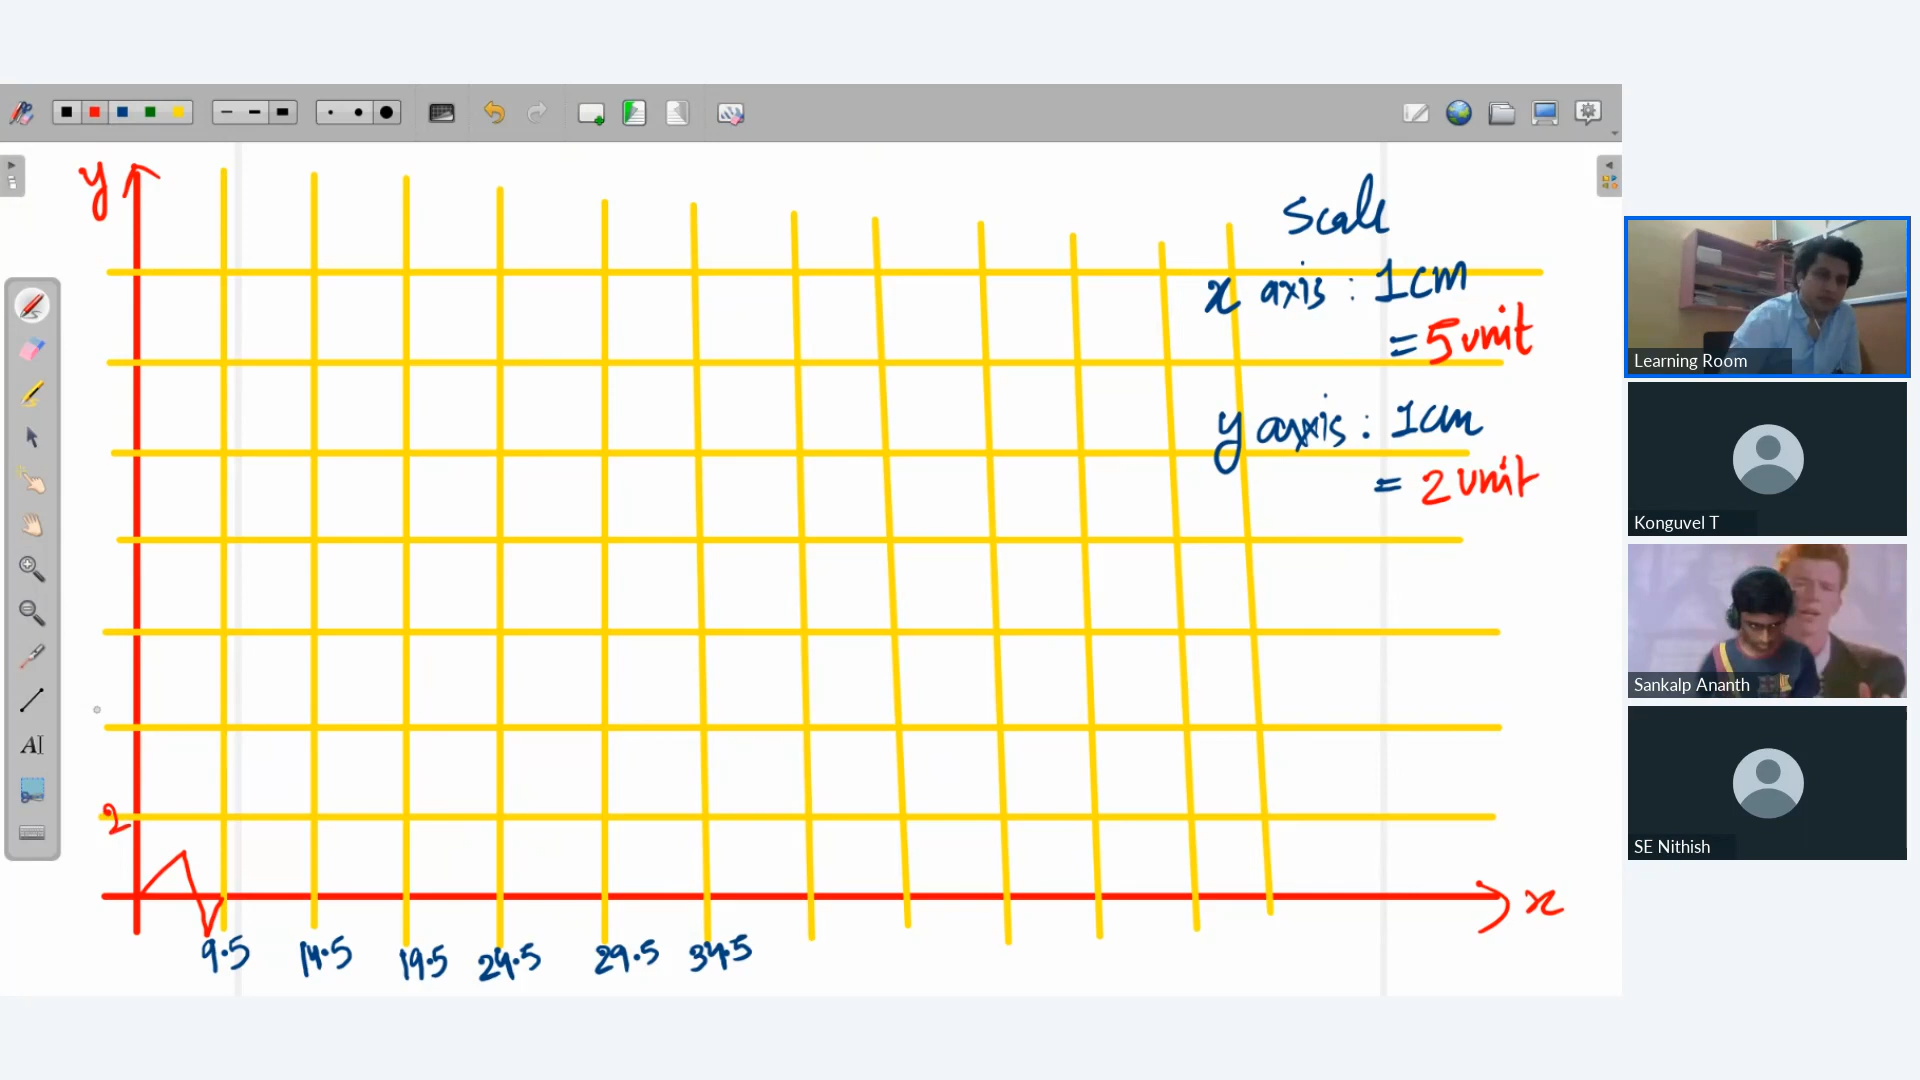 y
Scale
x axis : 1cm
= 5 unit
y axis : 1cm
= 2 unit
2
x
9.5 14.5 19.5 24.5 29.5 34.5
AI
Learning Room
Konguvel T
Sankalp Ananth
SE Nithish